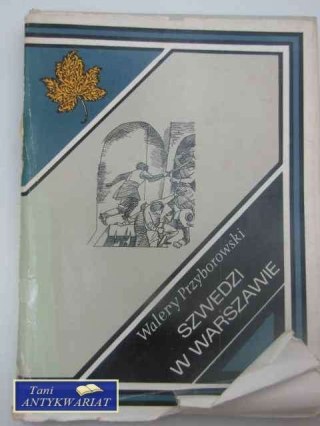 Walery Przyborowski
SZWEDZI
W WARSZAWIE
Tani
ANTYKWARIAT